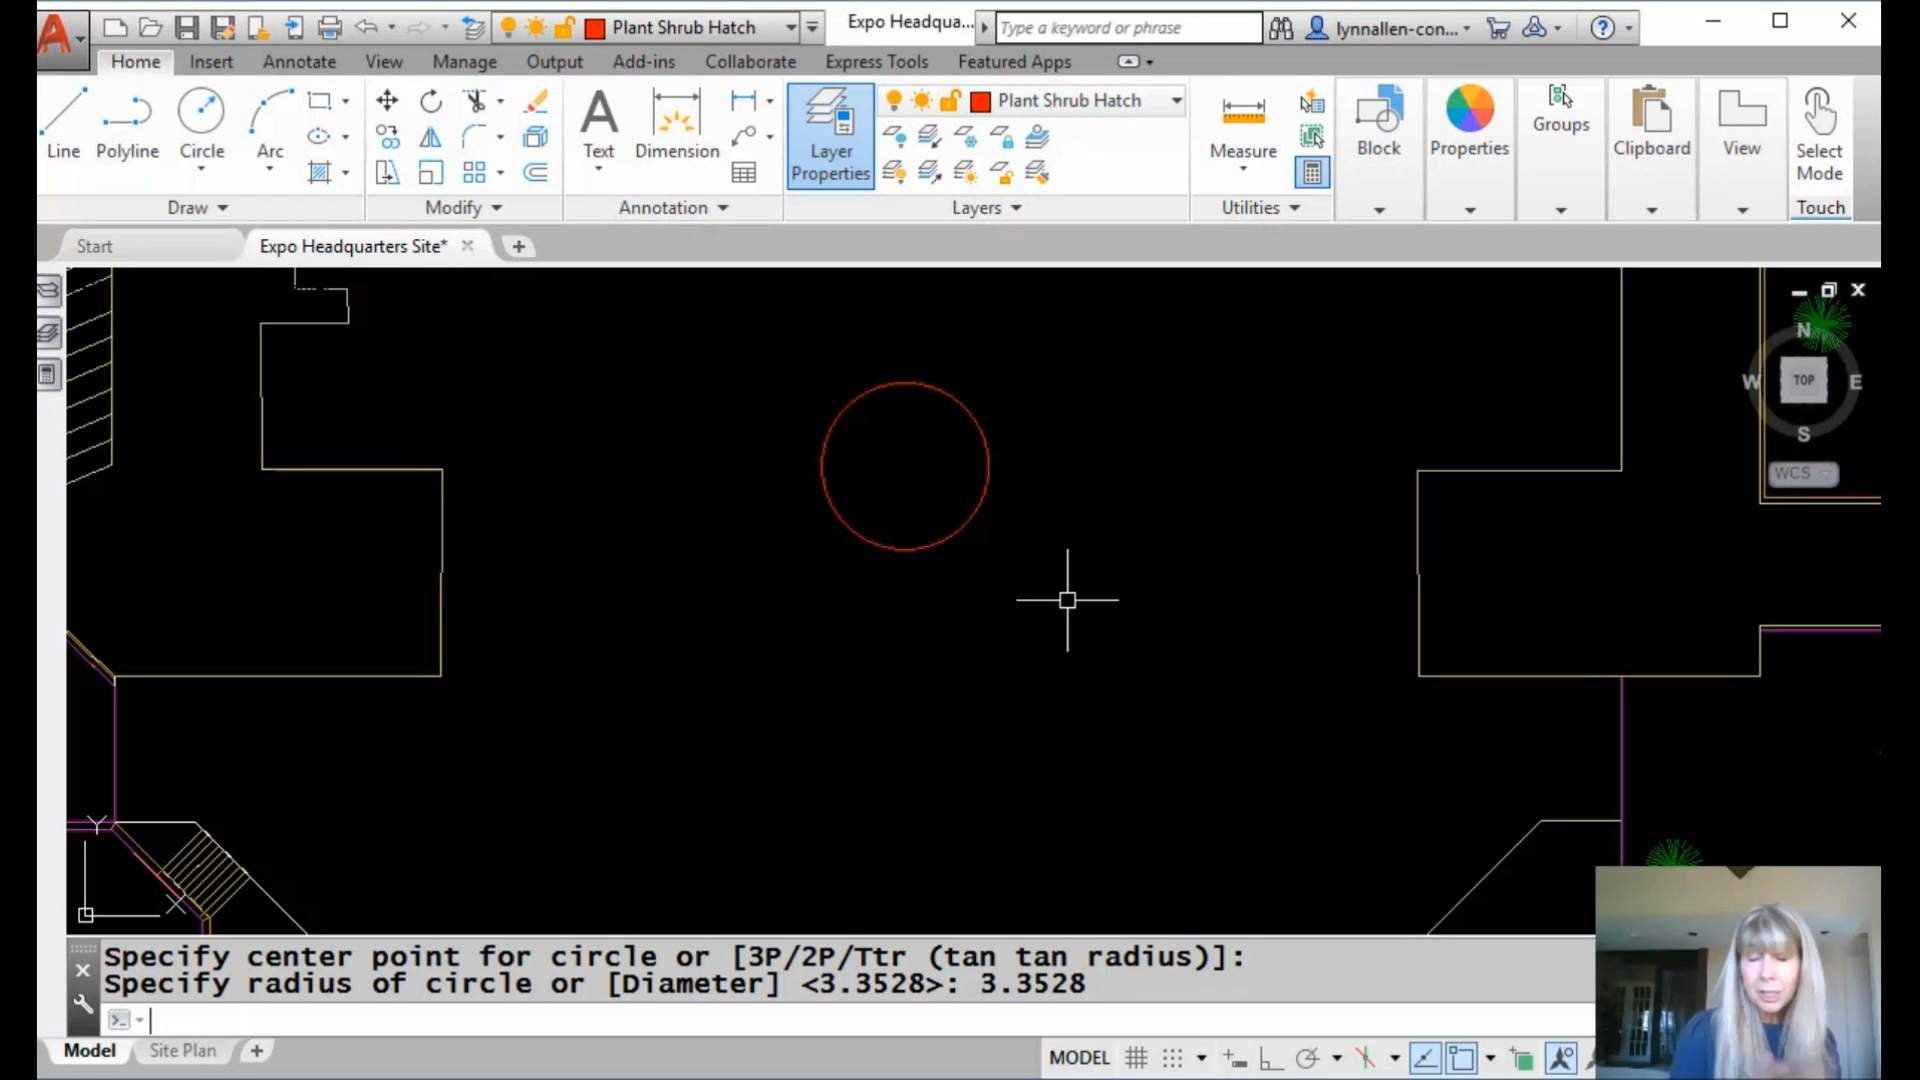 Plant Shrub Hatch
Expo Headqua...
Type a keyword or phrase
lynnallen-con...
Home
Insert
Annotate
View
Manage
Output
Add-ins
Collaborate
Express Tools
Featured Apps
Line
Polyline
Circle
Arc
Text
Dimension
Layer
Properties
Plant Shrub Hatch
Measure
Block
Properties
Groups
Clipboard
View
Select
Mode
Draw
Modify
Annotation
Layers
Utilities
Touch
Start
Expo Headquarters Site*
N
W
TOP
E
S
WCS
Y
X
Specify center point for circle or [3P/2P/Ttr (tan tan radius)]:
Specify radius of circle or [Diameter] <3.3528>: 3.3528
Model
Site Plan
MODEL